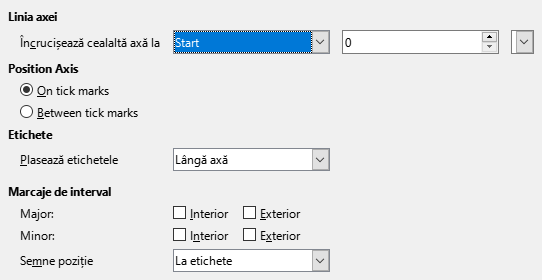 Linia axei
Încrucișează cealaltă axă la Start 0
Position Axis
On tick marks
Between tick marks
Etichete
Plasează etichetele Lângă axă
Marcaje de interval
Major: Interior Exterior
Minor: Interior Exterior
Semne poziție La etichete